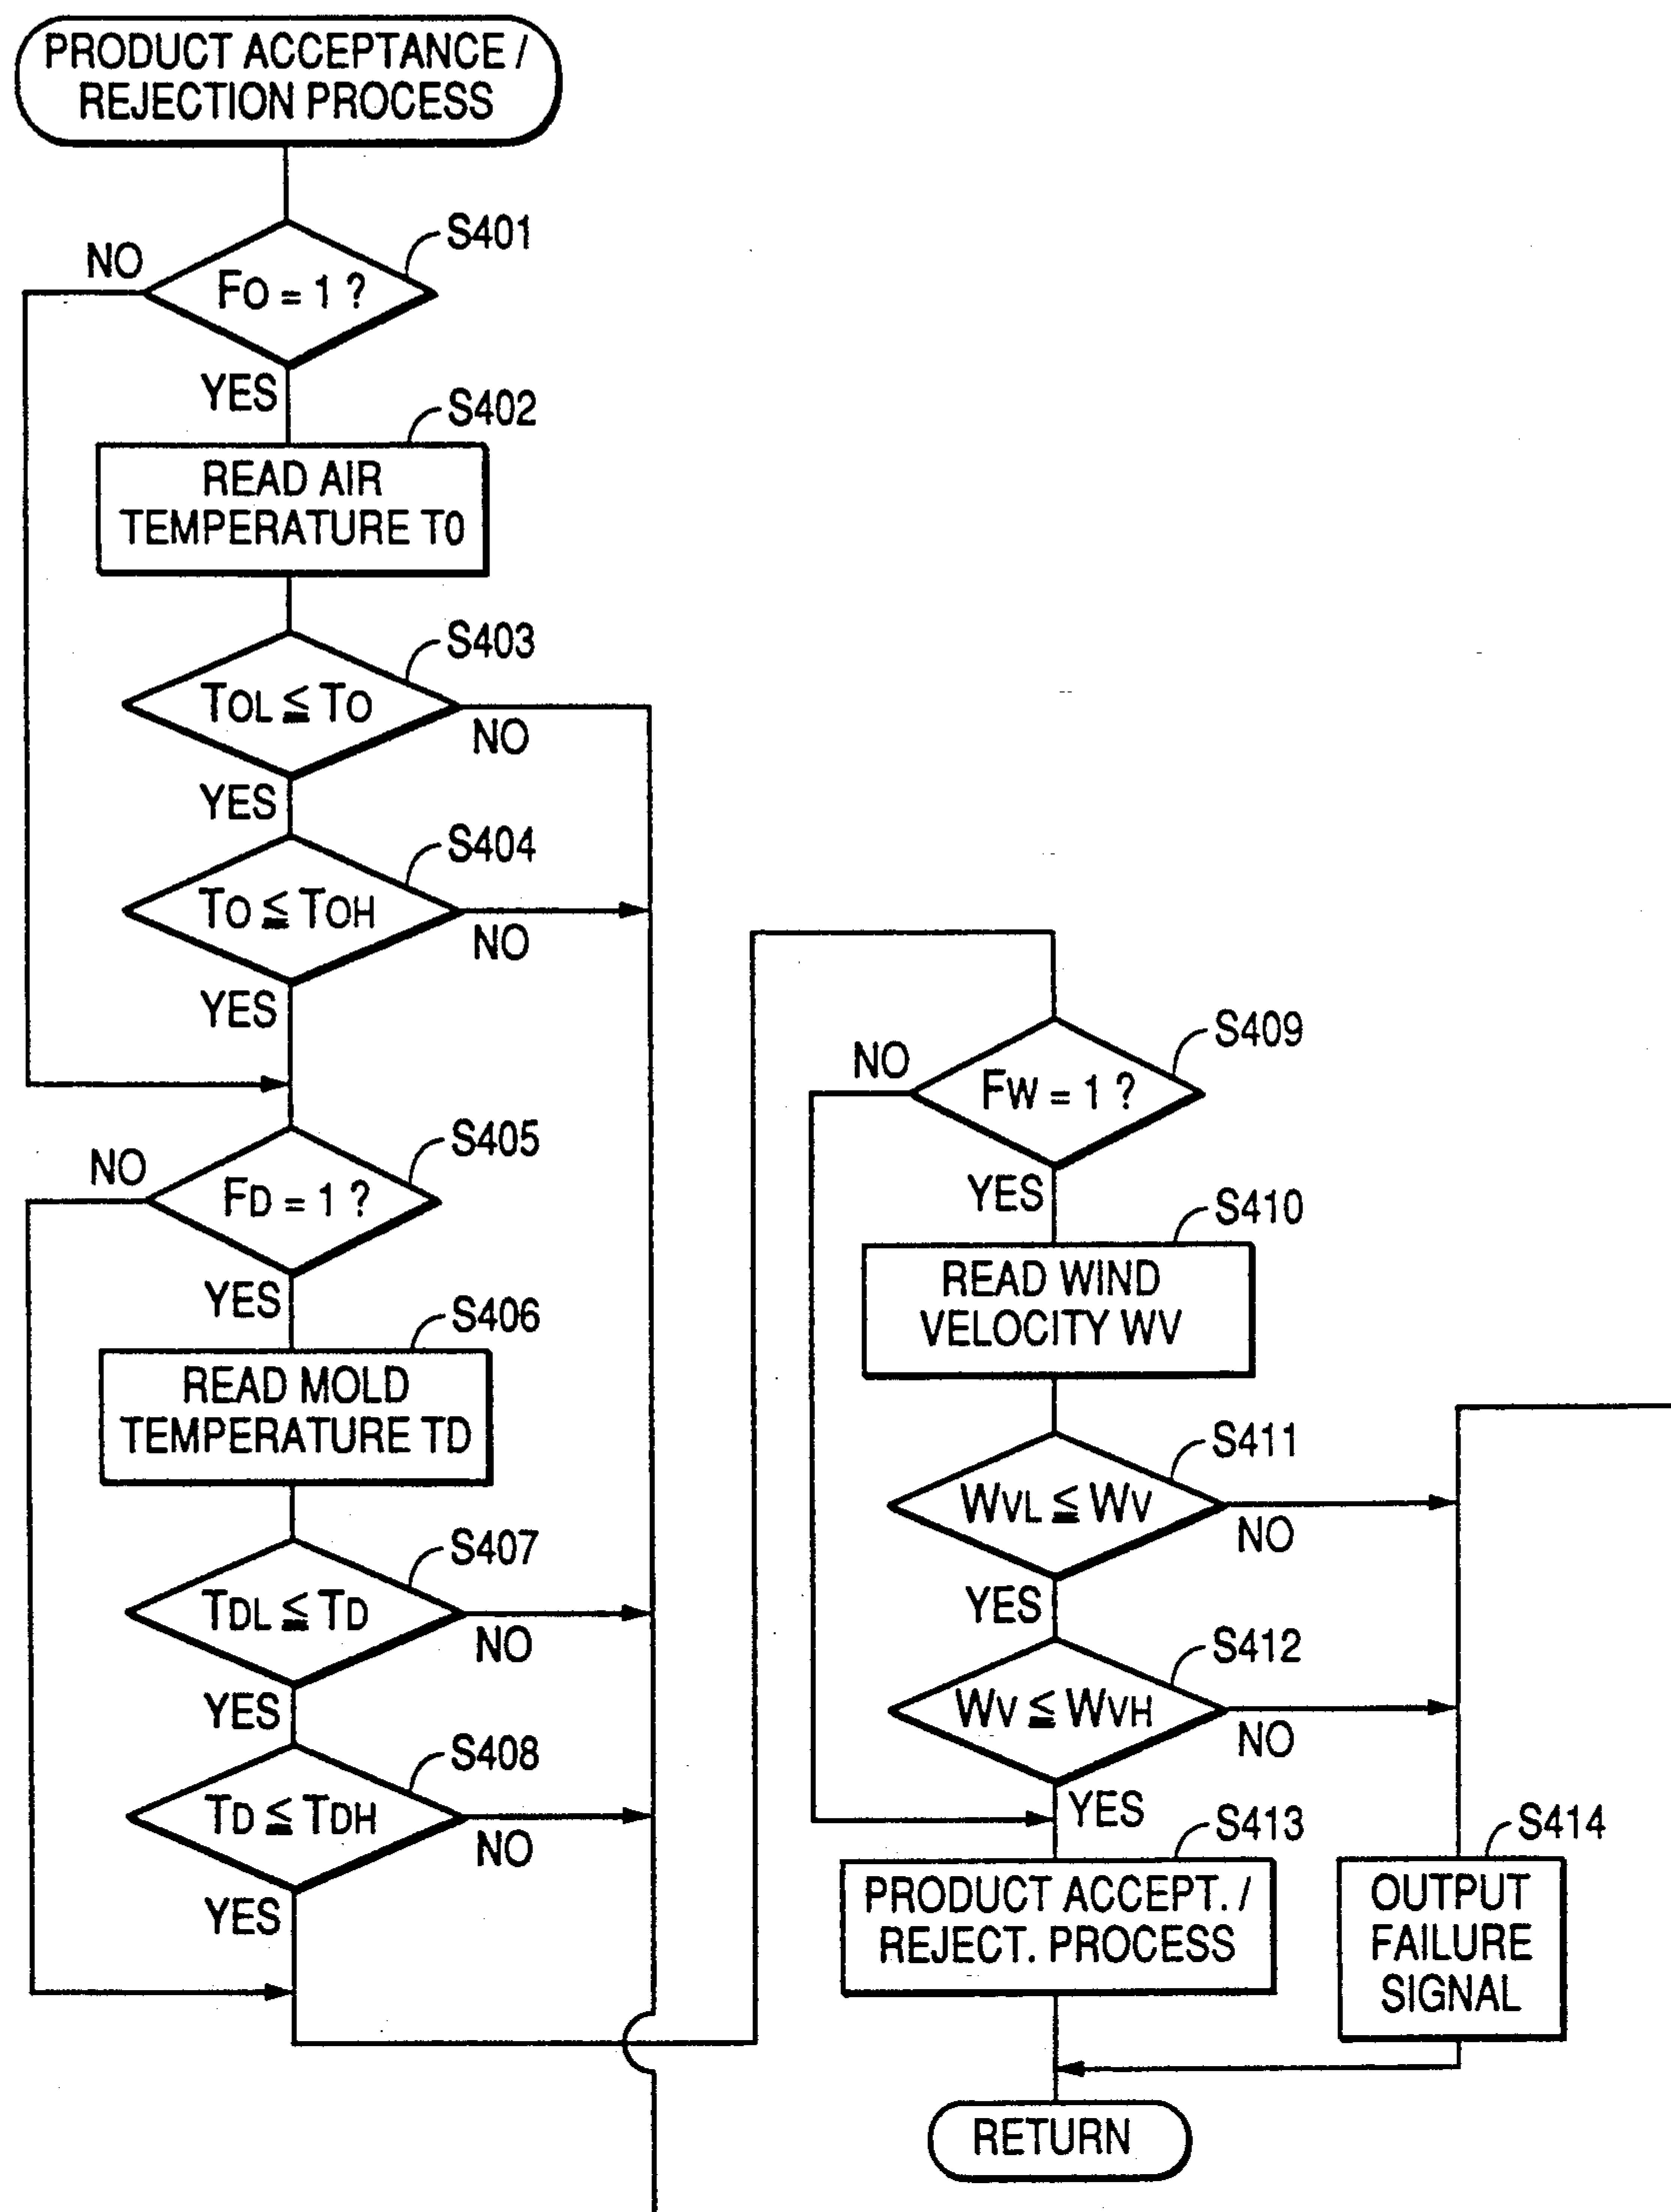 PRODUCT ACCEPTANCE /
REJECTION PROCESS
S401
NO
FO = 1 ?
YES
S402
READ AIR
TEMPERATURE T0
S403
TOL ≦ TO
NO
YES
S404
TO ≦ TOH
NO
YES
S405
NO
FD = 1 ?
YES
S406
READ MOLD
TEMPERATURE TD
S407
TDL ≦ TD
NO
YES
S408
TD ≦ TDH
NO
YES
S409
NO
FW = 1 ?
YES
S410
READ WIND
VELOCITY WV
S411
WVL ≦ WV
NO
YES
S412
WV ≦ WVH
NO
YES
S413
PRODUCT ACCEPT. /
REJECT. PROCESS
S414
OUTPUT
FAILURE
SIGNAL
RETURN